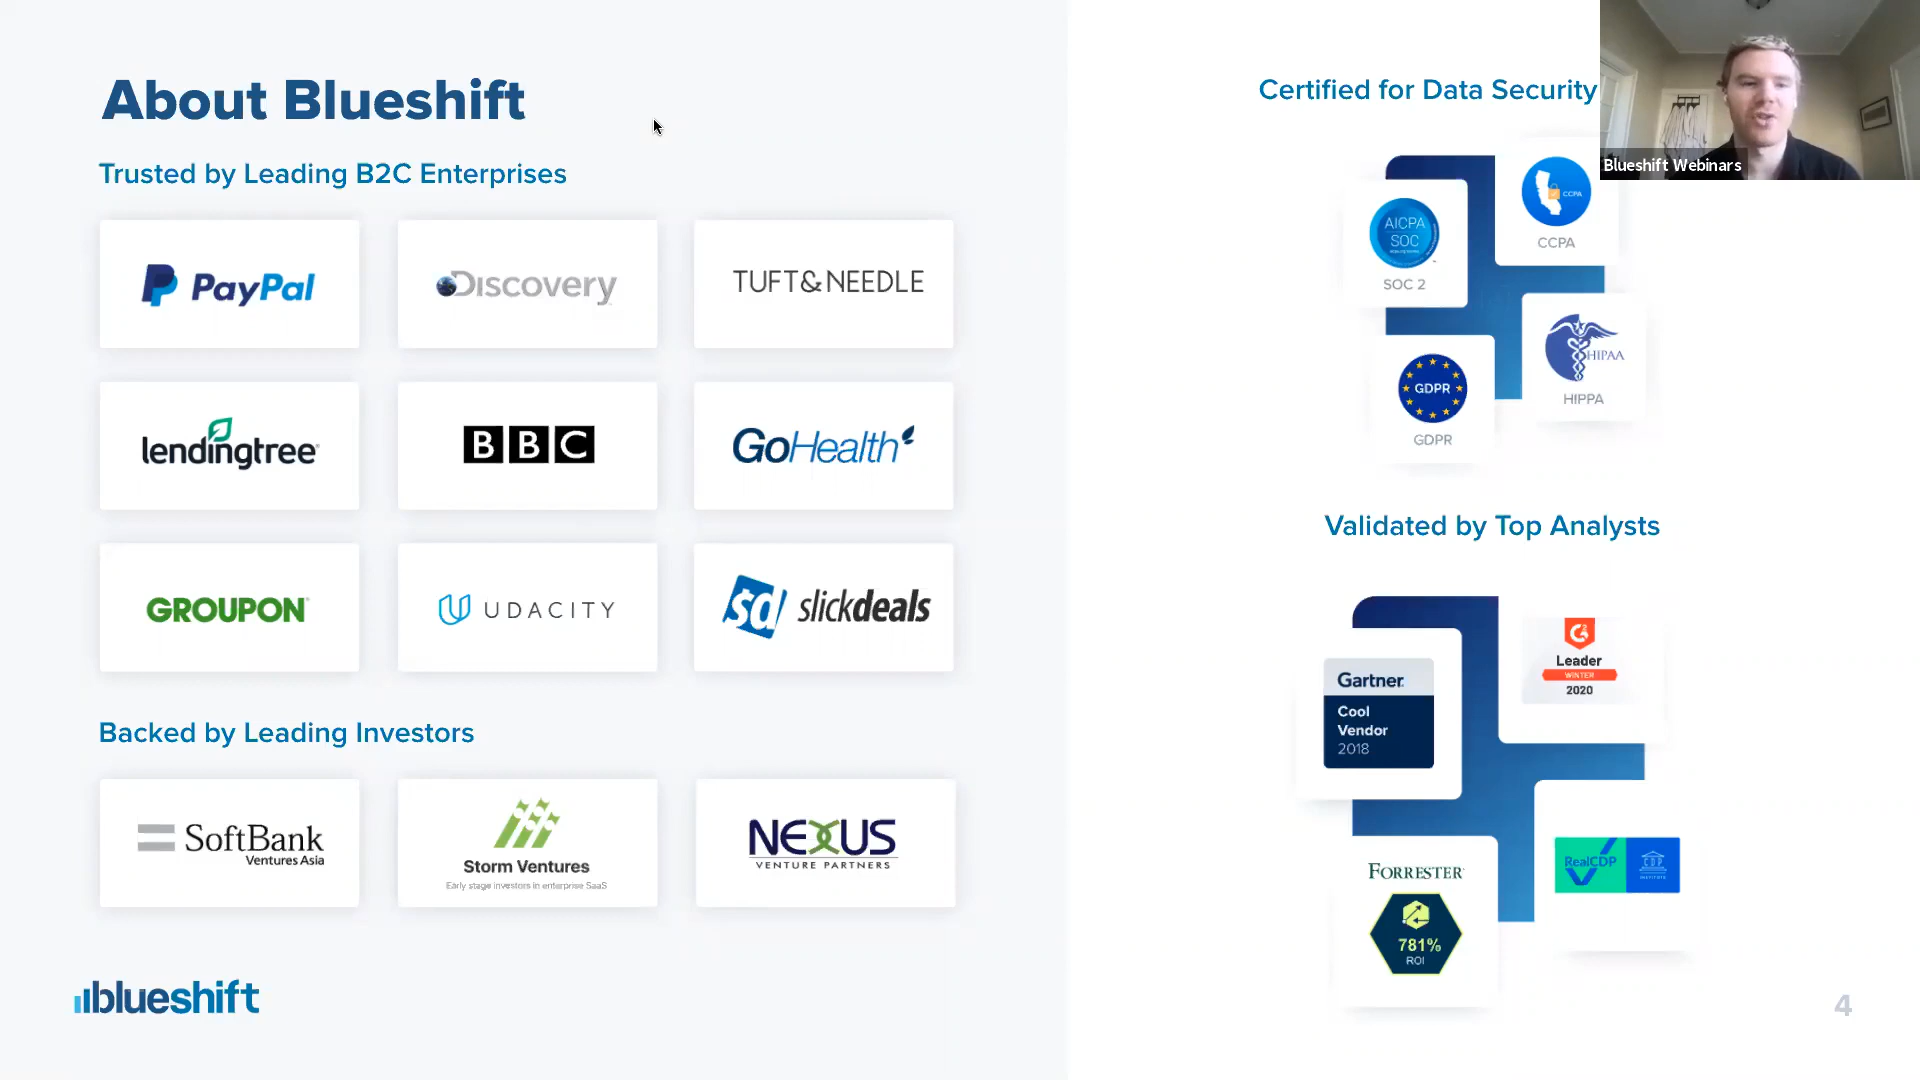 About Blueshift
Trusted by Leading B2C Enterprises
PayPal
Discovery
TUFT&NEEDLE
lendingtree
BBC
GoHealth
GROUPON
UDACITY
sd slickdeals
Backed by Leading Investors
SoftBank
Ventures Asia
Storm Ventures
Early stage investors in enterprise SaaS
NEXUS
VENTURE PARTNERS
blueshift
Certified for Data Security
AICPA
SOC
SOC 2
CCPA
CCPA
GDPR
GDPR
HIPAA
HIPPA
Validated by Top Analysts
Gartner
Cool
Vendor
2018
G2
Leader
WINTER
2020
FORRESTER
781%
ROI
RealCDP
CDP
INSTITUTE
Blueshift Webinars
4